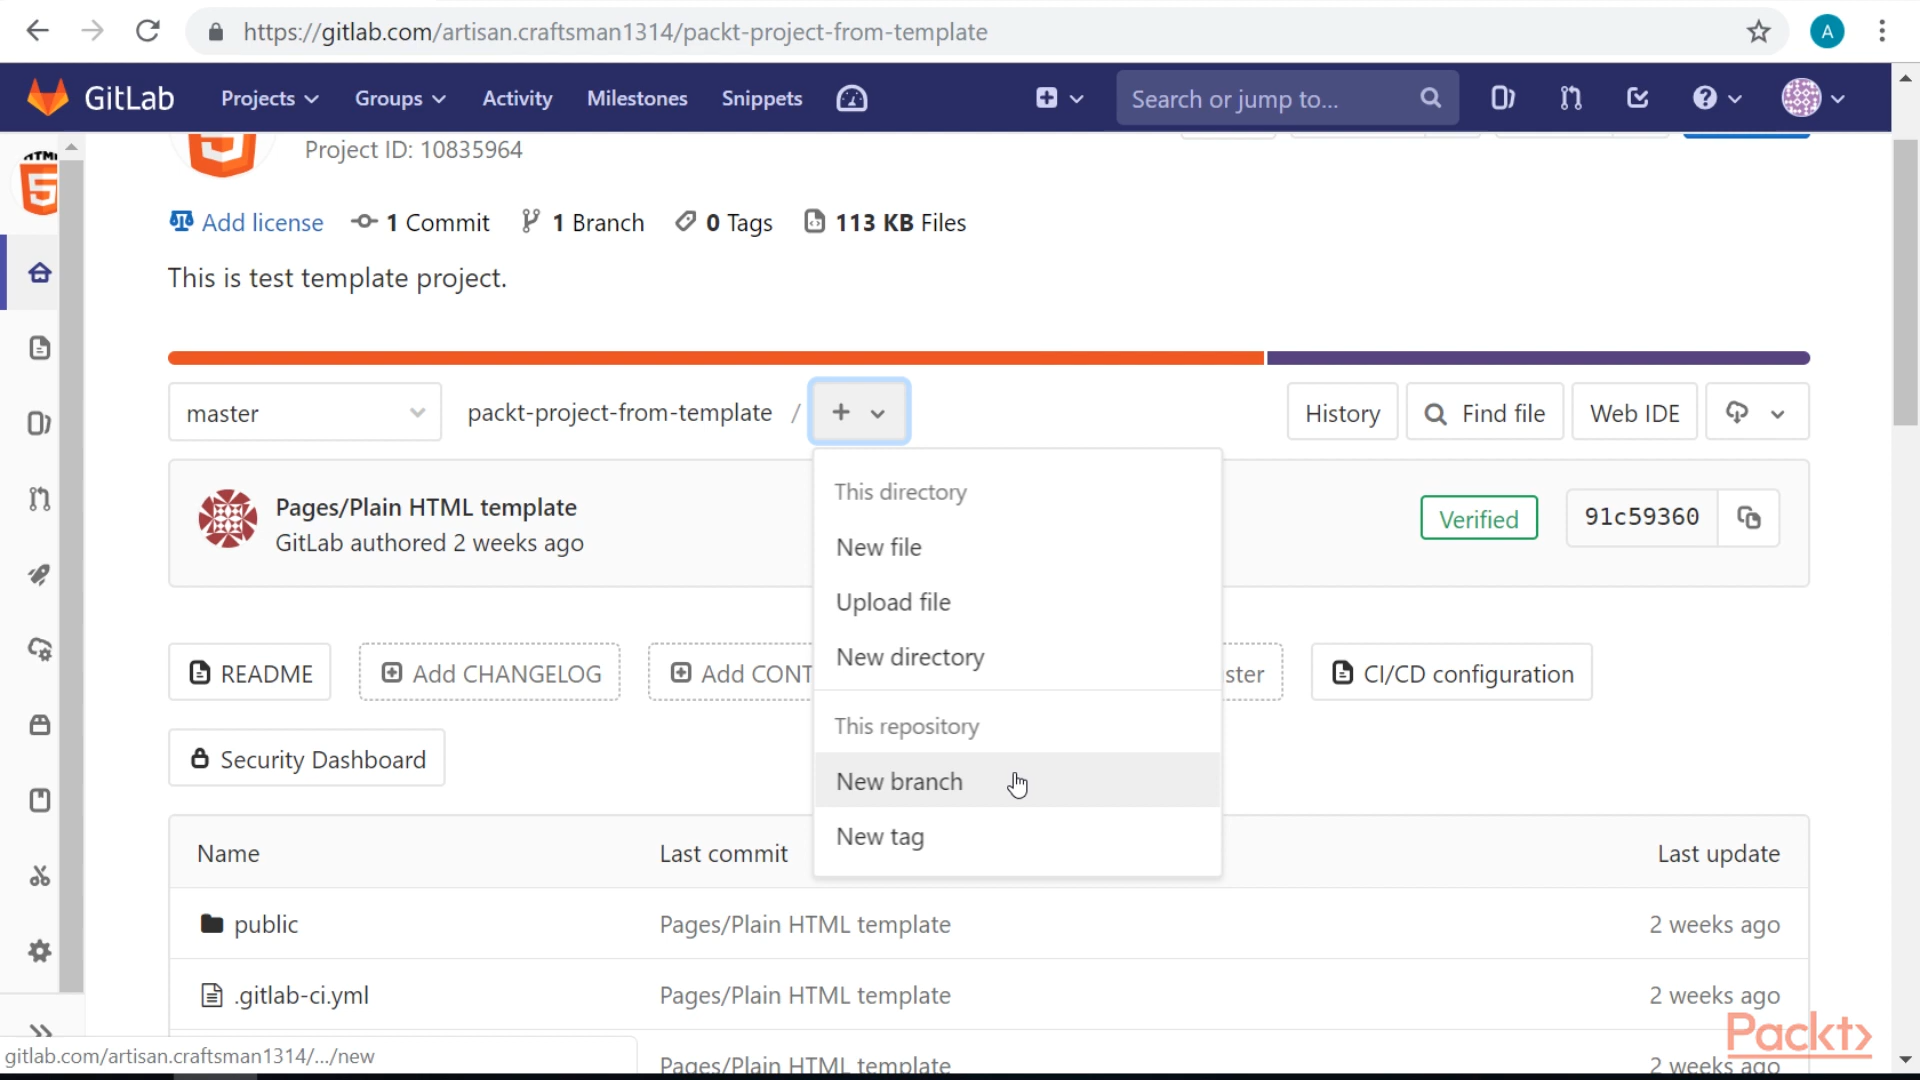 https://gitlab.com/artisan.craftsman1314/packt-project-from-template
A
GitLab Projects Groups Activity Milestones Snippets Search or jump to...
HTML
5
Project ID: 10835964
Add license 1 Commit 1 Branch 0 Tags 113 KB Files
This is test template project.
master packt-project-from-template / + History Find file Web IDE
This directory
Pages/Plain HTML template
GitLab authored 2 weeks ago
Verified 91c59360
New file
Upload file
New directory
README Add CHANGELOG Add CONT ster CI/CD configuration
This repository
Security Dashboard
New branch
New tag
Name Last commit Last update
public Pages/Plain HTML template 2 weeks ago
.gitlab-ci.yml Pages/Plain HTML template 2 weeks ago
Packt>
gitlab.com/artisan.craftsman1314/.../new
Pages/Plain HTML template 2 weeks ago